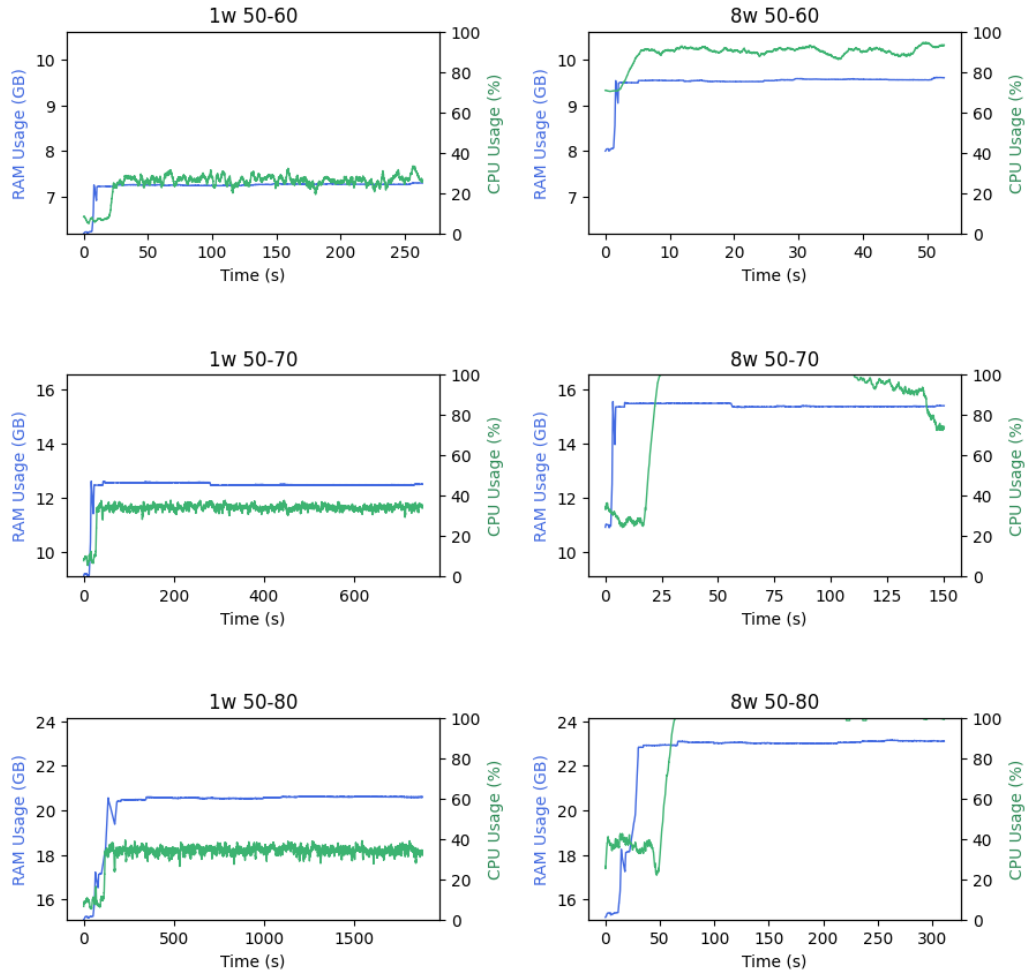 1w 50-60
RAM Usage (GB)
10
9
8
7
100
80
60
40
20
0
CPU Usage (%)
0 50 100 150 200 250
Time (s)
8w 50-60
RAM Usage (GB)
10
9
8
7
100
80
60
40
20
0
CPU Usage (%)
0 10 20 30 40 50
Time (s)
1w 50-70
RAM Usage (GB)
16
14
12
10
100
80
60
40
20
0
CPU Usage (%)
0 200 400 600
Time (s)
8w 50-70
RAM Usage (GB)
16
14
12
10
100
80
60
40
20
0
CPU Usage (%)
0 25 50 75 100 125 150
Time (s)
1w 50-80
RAM Usage (GB)
24
22
20
18
16
100
80
60
40
20
0
CPU Usage (%)
0 500 1000 1500
Time (s)
8w 50-80
RAM Usage (GB)
24
22
20
18
16
100
80
60
40
20
0
CPU Usage (%)
0 50 100 150 200 250 300
Time (s)